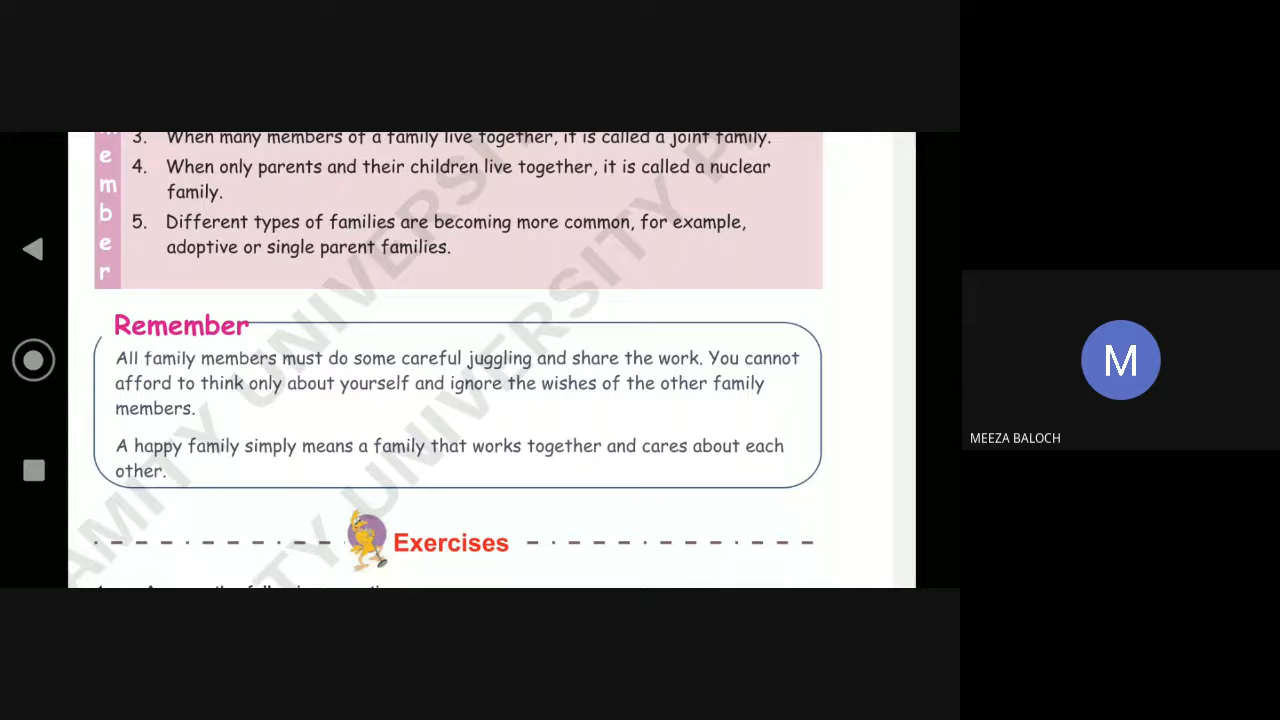 m
e
m
b
e
r
3. When many members of a family live together, it is called a joint family.
4. When only parents and their children live together, it is called a nuclear
family.
5. Different types of families are becoming more common, for example,
adoptive or single parent families.
Remember
All family members must do some careful juggling and share the work. You cannot
afford to think only about yourself and ignore the wishes of the other family
members.
A happy family simply means a family that works together and cares about each
other.
Exercises
AMITY UNIVERSITY
UNIVERSITY
M
MEEZA BALOCH